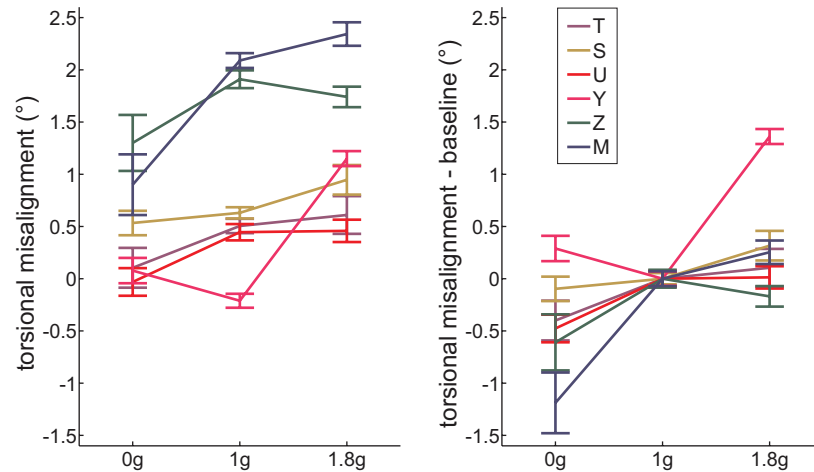 torsional misalignment (°)
2.5
2
1.5
1
0.5
0
-0.5
-1
-1.5
0g 1g 1.8g
torsional misalignment - baseline (°)
2.5
2
1.5
1
0.5
0
-0.5
-1
-1.5
0g 1g 1.8g
T
S
U
Y
Z
M